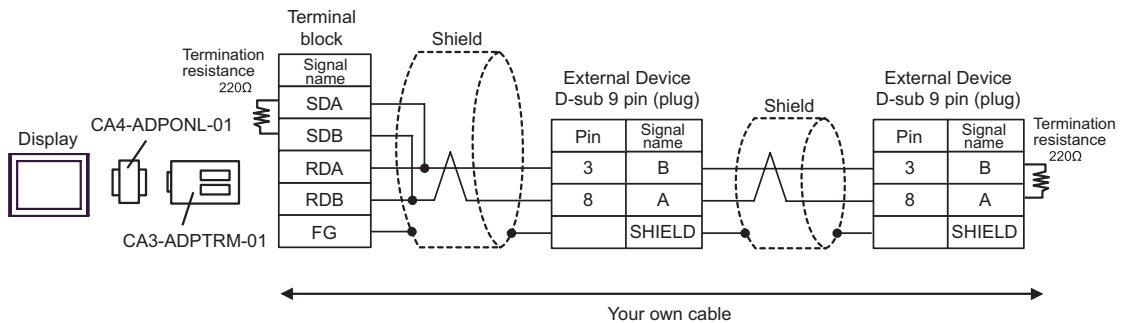 Display
CA4-ADPONL-01
CA3-ADPTRM-01
Termination
resistance
220Ω
Terminal
block
Signal
name
SDA
SDB
RDA
RDB
FG
Shield
External Device
D-sub 9 pin (plug)
Pin
Signal
name
3
B
8
A
SHIELD
Shield
External Device
D-sub 9 pin (plug)
Pin
Signal
name
3
B
8
A
SHIELD
Termination
resistance
220Ω
Your own cable